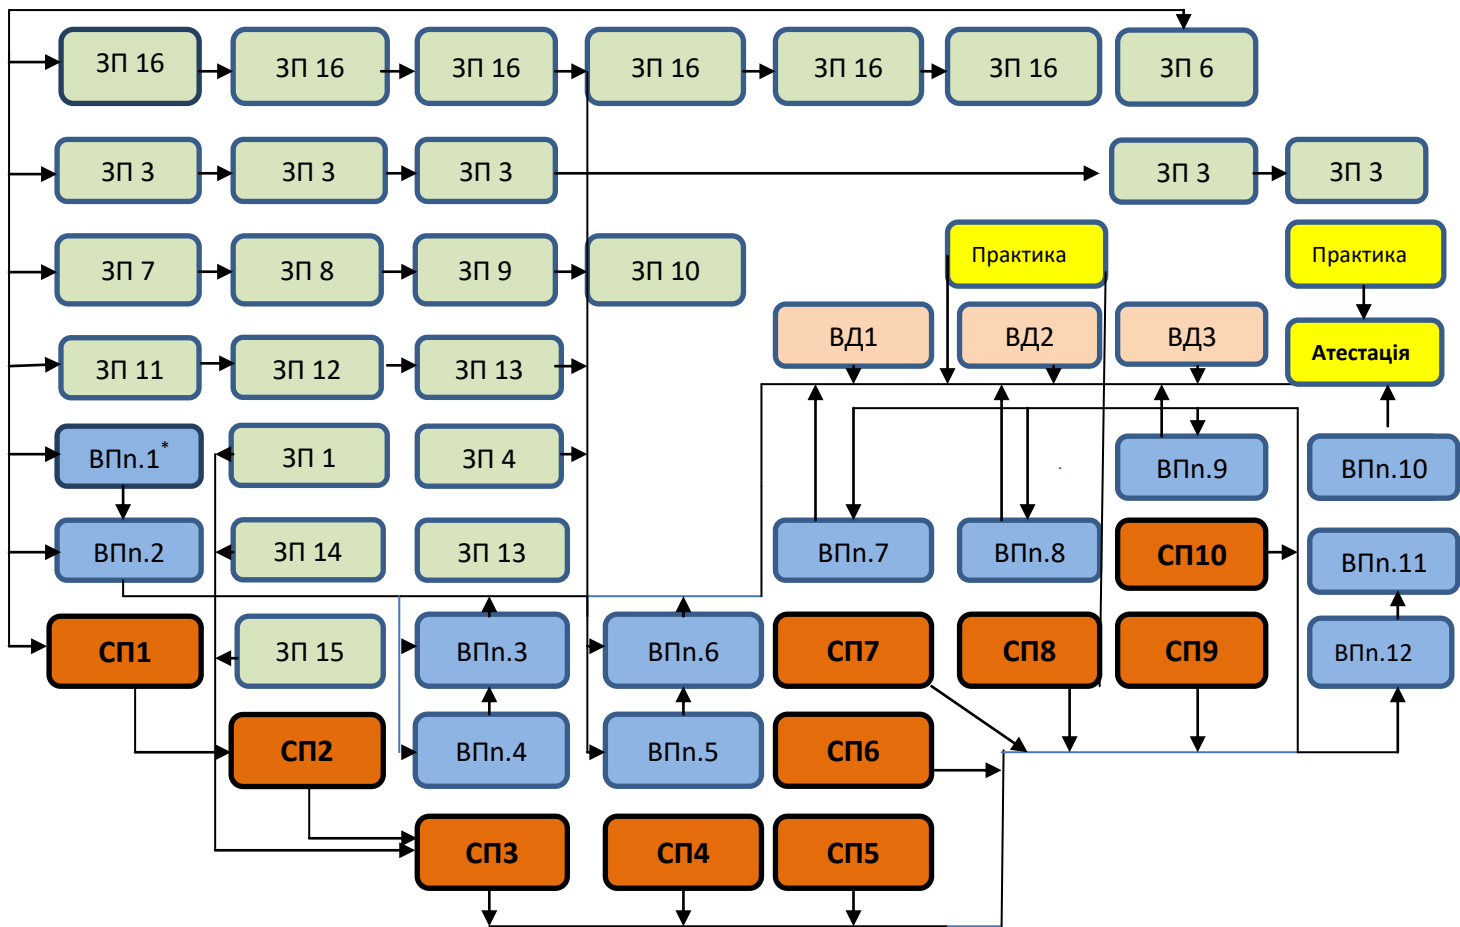 ЗП 16
ЗП 16
ЗП 16
ЗП 16
ЗП 16
ЗП 16
ЗП 6
ЗП 3
ЗП 3
ЗП 3
ЗП 3
ЗП 3
ЗП 7
ЗП 8
ЗП 9
ЗП 10
Практика
Практика
ЗП 11
ЗП 12
ЗП 13
ВД1
ВД2
ВД3
Атестація
ВПп.1*
ЗП 1
ЗП 4
ВПп.9
ВПп.10
ВПп.2
ЗП 14
ЗП 13
ВПп.7
ВПп.8
СП10
ВПп.11
СП1
ЗП 15
ВПп.3
ВПп.6
СП7
СП8
СП9
ВПп.12
СП2
ВПп.4
ВПп.5
СП6
СП3
СП4
СП5